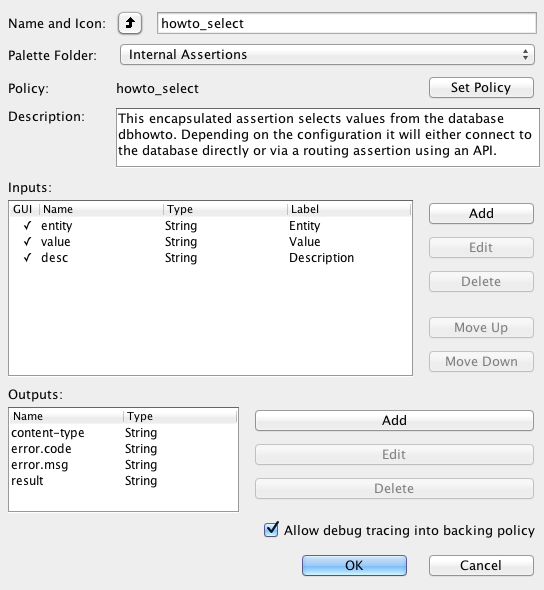 Name and Icon: howto_select
Palette Folder: Internal Assertions
Policy: howto_select Set Policy
Description: This encapsulated assertion selects values from the database
dbhowto. Depending on the configuration it will either connect to
the database directly or via a routing assertion using an API.
Inputs:
GUI Name Type Label
✓ entity String Entity
✓ value String Value
✓ desc String Description
Add
Edit
Delete
Move Up
Move Down
Outputs:
Name Type
content-type String
error.code String
error.msg String
result String
Add
Edit
Delete
Allow debug tracing into backing policy
OK Cancel